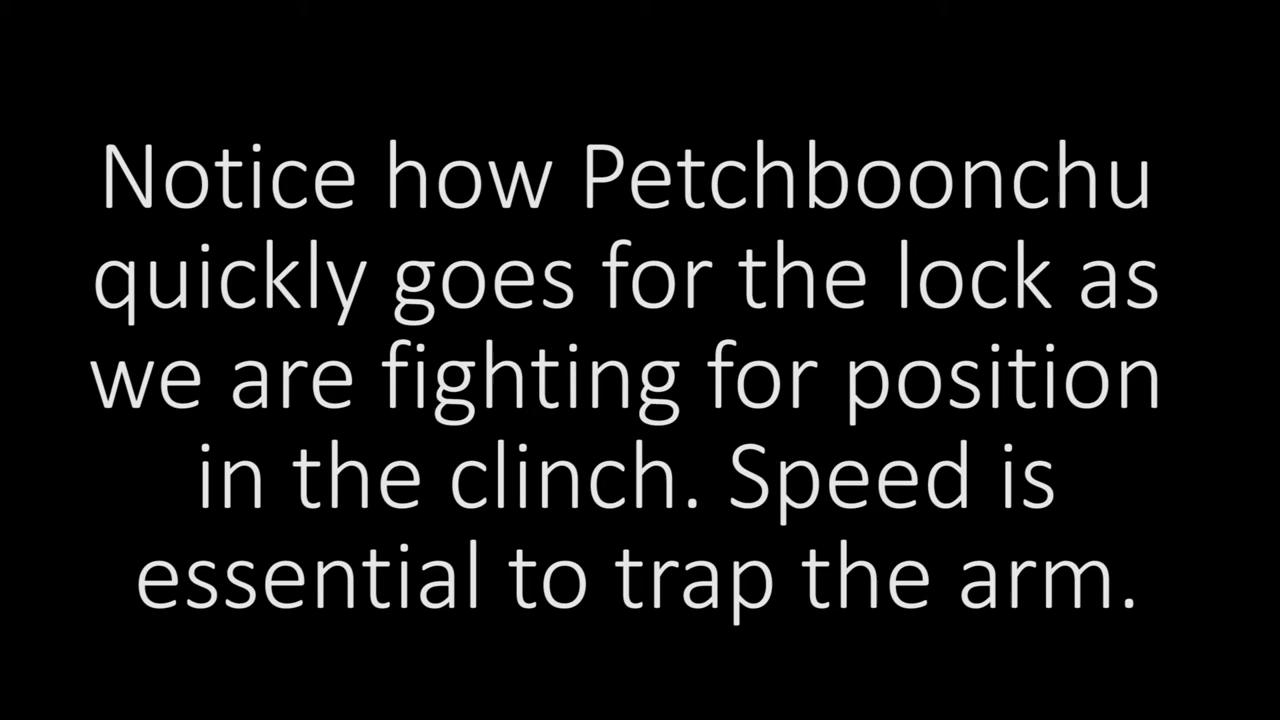 Notice how Petchboonchu
quickly goes for the lock as
we are fighting for position
in the clinch. Speed is
essential to trap the arm.